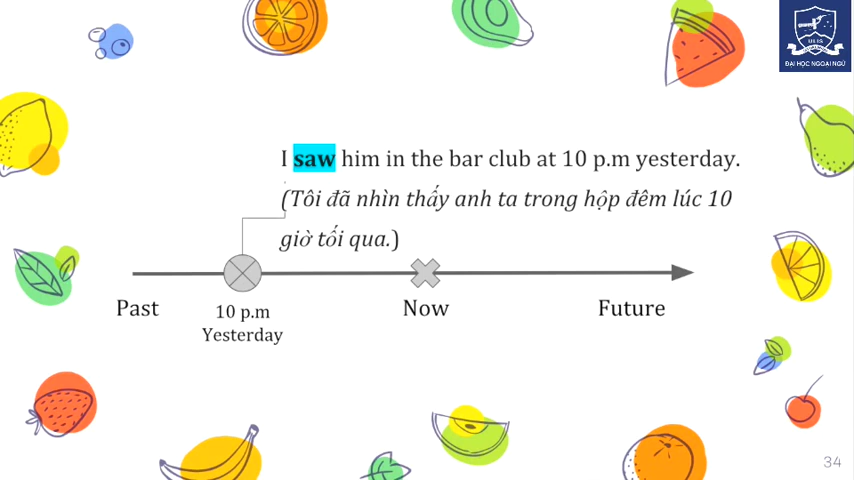 ULIS
ĐẠI HỌC NGOẠI NGỮ
I saw him in the bar club at 10 p.m yesterday.
(Tôi đã nhìn thấy anh ta trong hộp đêm lúc 10
giờ tối qua.)
Past
10 p.m
Yesterday
Now
Future
34